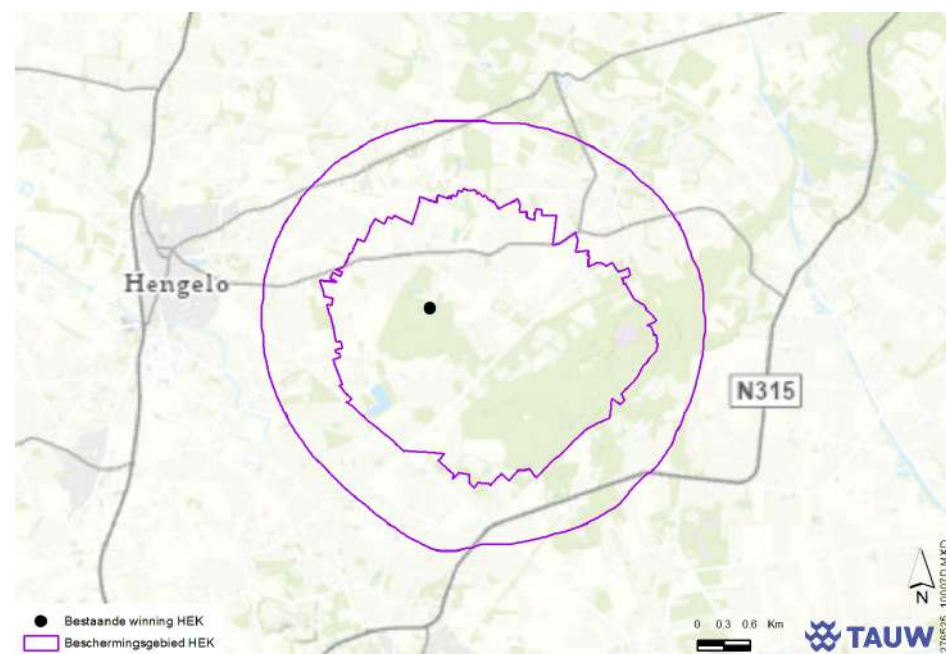 Hengelo
N315
Bestaande winning HEK
Beschermingsgebied HEK
0 0.3 0.6 Km
N
TAUW